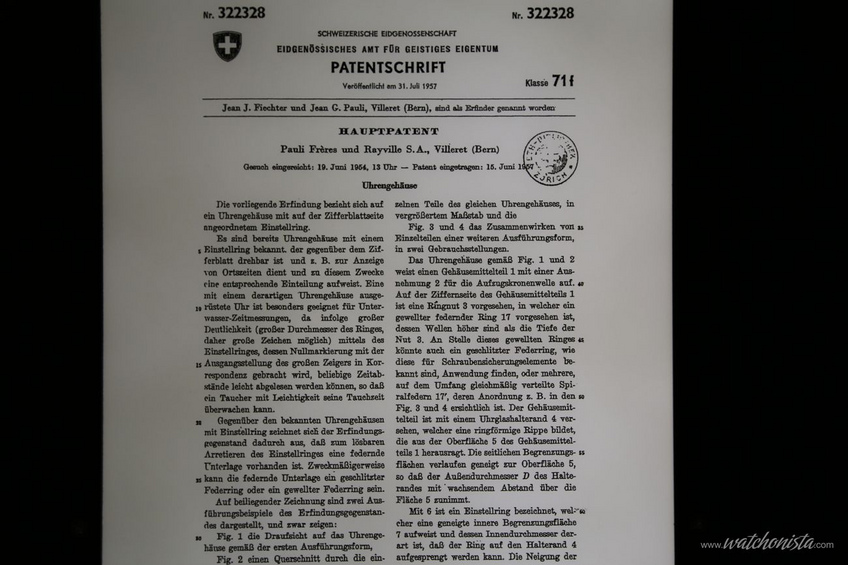 Nr. 322328
Nr. 322328
SCHWEIZERISCHE EIDGENOSSENSCHAFT
EIDGENÖSSISCHES AMT FÜR GEISTIGES EIGENTUM
PATENTSCHRIFT
Veröffentlicht am 31. Juli 1957
Klasse 71f
Jean J. Fiechter und Jean G. Pauli, Villeret (Bern), sind als Erfinder genannt worden
HAUPTPATENT
Pauli Frères und Rayville S.A., Villeret (Bern)
Gesuch eingereicht: 19. Juni 1954, 13 Uhr — Patent eingetragen: 15. Juni 1957
ZÜRICH
Uhrengehäuse
Die vorliegende Erfindung bezieht sich auf
ein Uhrengehäuse mit auf der Zifferblattseite
angeordnetem Einstellring.
Es sind bereits Uhrengehäuse mit einem
5 Einstellring bekannt, der gegenüber dem Zif-
ferblatt drehbar ist und z. B. zur Anzeige
von Ortszeiten dient und zu diesem Zwecke
eine entsprechende Einteilung aufweist. Eine
mit einem derartigen Uhrengehäuse ausge-
10 rüstete Uhr ist besonders geeignet für Unter-
wasser-Zeitmessungen, da infolge großer
Deutlichkeit (großer Durchmesser des Ringes,
daher große Zeichen möglich) mittels des
Einstellringes, dessen Nullmarkierung mit der
15 Ausgangsstellung des großen Zeigers in Kor-
respondenz gebracht wird, beliebige Zeitab-
stände leicht abgelesen werden können, so daß
ein Taucher mit Leichtigkeit seine Tauchzeit
überwachen kann.
20 Gegenüber den bekannten Uhrengehäusen
mit Einstellring zeichnet sich der Erfindungs-
gegenstand dadurch aus, daß zum lösbaren
Arretieren des Einstellringes eine federnde
Unterlage vorhanden ist. Zweckmäßigerweise
25 kann die federnde Unterlage ein geschlitzter
Federring oder ein gewellter Federring sein.
Auf beiliegender Zeichnung sind zwei Aus-
führungsbeispiele des Erfindungsgegenstan-
des dargestellt, und zwar zeigen:
30 Fig. 1 die Draufsicht auf das Uhrenge-
häuse gemäß der ersten Ausführungsform,
Fig. 2 einen Querschnitt durch die ein-
zelnen Teile des gleichen Uhrengehäuses, in
vergrößertem Maßstab und die
Fig. 3 und 4 das Zusammenwirken von 35
Einzelteilen einer weiteren Ausführungsform,
in zwei Gebrauchsstellungen.
Das Uhrengehäuse gemäß Fig. 1 und 2
weist einen Gehäusemittelteil 1 mit einer Aus-
nehmung 2 für die Aufzugskronenwelle auf. 40
Auf der Ziffernseite des Gehäusemittelteils 1
ist eine Ringnut 3 vorgesehen, in welcher ein
gewellter federnder Ring 17 vorgesehen ist,
dessen Wellen höher sind als die Tiefe der
Nut 3. An Stelle dieses gewellten Ringes 45
könnte auch ein geschlitzter Federring, wie
diese für Schraubensicherungselemente be-
kannt sind, Anwendung finden, oder mehrere,
auf dem Umfang gleichmäßig verteilte Spi-
ralfedern 17', deren Anordnung z. B. in den 50
Fig. 3 und 4 ersichtlich ist. Der Gehäusemit-
telteil ist mit einem Uhrglashalterand 4 ver-
sehen, welcher eine ringförmige Rippe bildet,
die aus der Oberfläche 5 des Gehäusemittel-
teils 1 herausragt. Die seitlichen Begrenzungs- 55
flächen verlaufen geneigt zur Oberfläche 5,
so daß der Außendurchmesser D des Halte-
randes mit wachsendem Abstand über die
Fläche 5 zunimmt.
Mit 6 ist ein Einstellring bezeichnet, wel- 60
cher eine geneigte innere Begrenzungsfläche
7 aufweist und dessen Innendurchmesser der-
art ist, daß der Ring auf den Halterand 4
aufgesprengt werden kann. Die Neigung der
www.watchonista.com